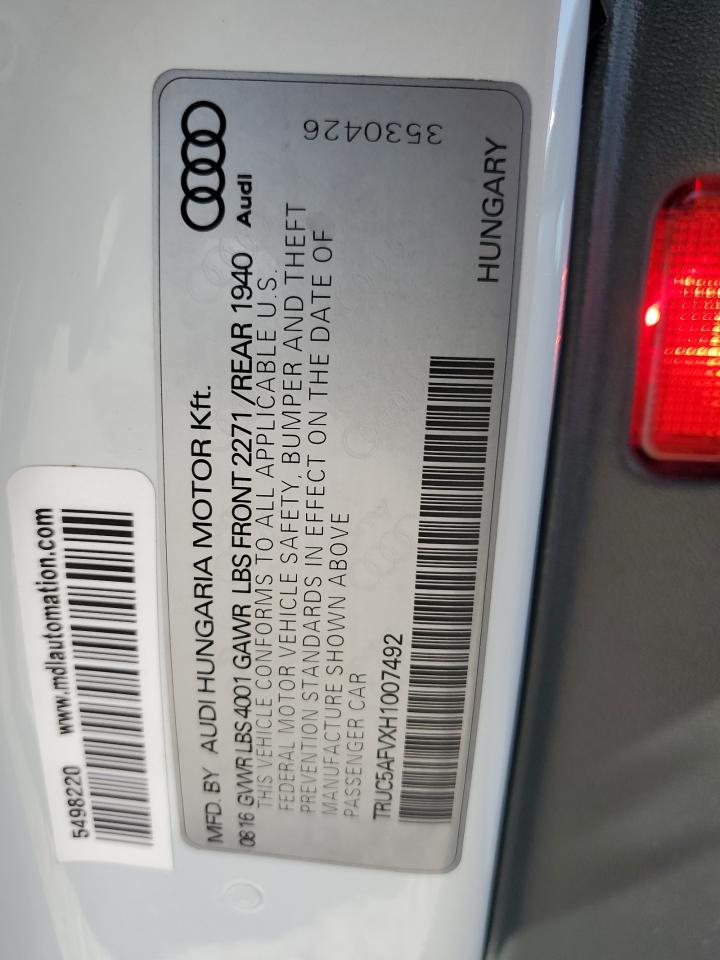 5498220 www.mdlautomation.com
MFD. BY AUDI HUNGARIA MOTOR Kft.
08 16 GVWR LBS 4001 GAWR LBS FRONT 2271 /REAR 1940
Audi
THIS VEHICLE CONFORMS TO ALL APPLICABLE U.S.
FEDERAL MOTOR VEHICLE SAFETY, BUMPER AND THEFT
PREVENTION STANDARDS IN EFFECT ON THE DATE OF
MANUFACTURE SHOWN ABOVE
PASSENGER CAR
3530426
TRUC5AFVXH1007492
HUNGARY